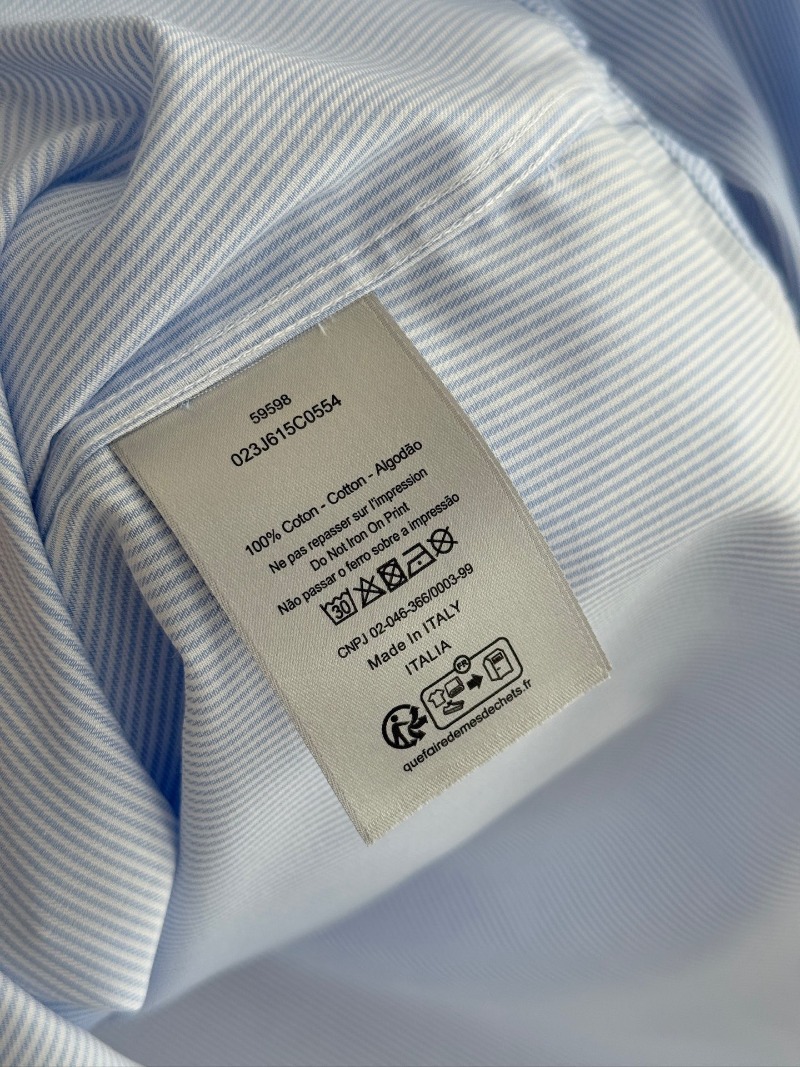 59598
023J615C0554
100% Coton - Cotton - Algodão
Ne pas repasser sur l'impression
Do Not Iron On Print
Não passar o ferro sobre a impressão
30
CNPJ 02-046-366/0003-99
Made In ITALY
ITALIA
FR
quefairedemesdechets.fr